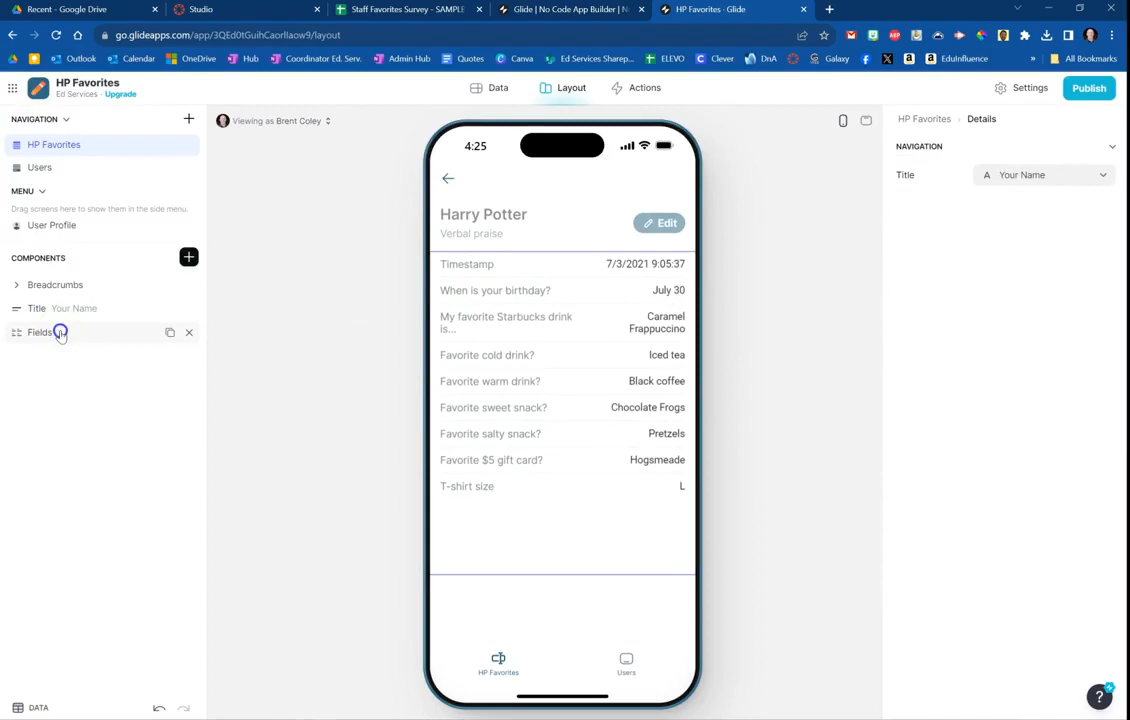 Recent - Google Drive
Studio
Staff Favorites Survey - SAMPLE
Glide | No Code App Builder | N
HP Favorites · Glide
go.glideapps.com/app/3QEd0tGuihCaorllaow9/layout
Outlook
Calendar
OneDrive
Hub
Coordinator Ed. Serv.
Admin Hub
Quotes
Canva
Ed Services Sharep...
ELEVO
Clever
DnA
Galaxy
EduInfluence
»
All Bookmarks
HP Favorites
Ed Services Upgrade
Data
Layout
Actions
Settings
Publish
NAVIGATION
HP Favorites
Users
MENU
Drag screens here to show them in the side menu.
User Profile
COMPONENTS
Breadcrumbs
Title Your Name
Fields
DATA
Viewing as Brent Coley
4:25
Harry Potter
Verbal praise
Edit
Timestamp 7/3/2021 9:05:37
When is your birthday? July 30
My favorite Starbucks drink Caramel
is... Frappuccino
Favorite cold drink? Iced tea
Favorite warm drink? Black coffee
Favorite sweet snack? Chocolate Frogs
Favorite salty snack? Pretzels
Favorite $5 gift card? Hogsmeade
T-shirt size L
HP Favorites
Users
HP Favorites › Details
NAVIGATION
Title A Your Name
?